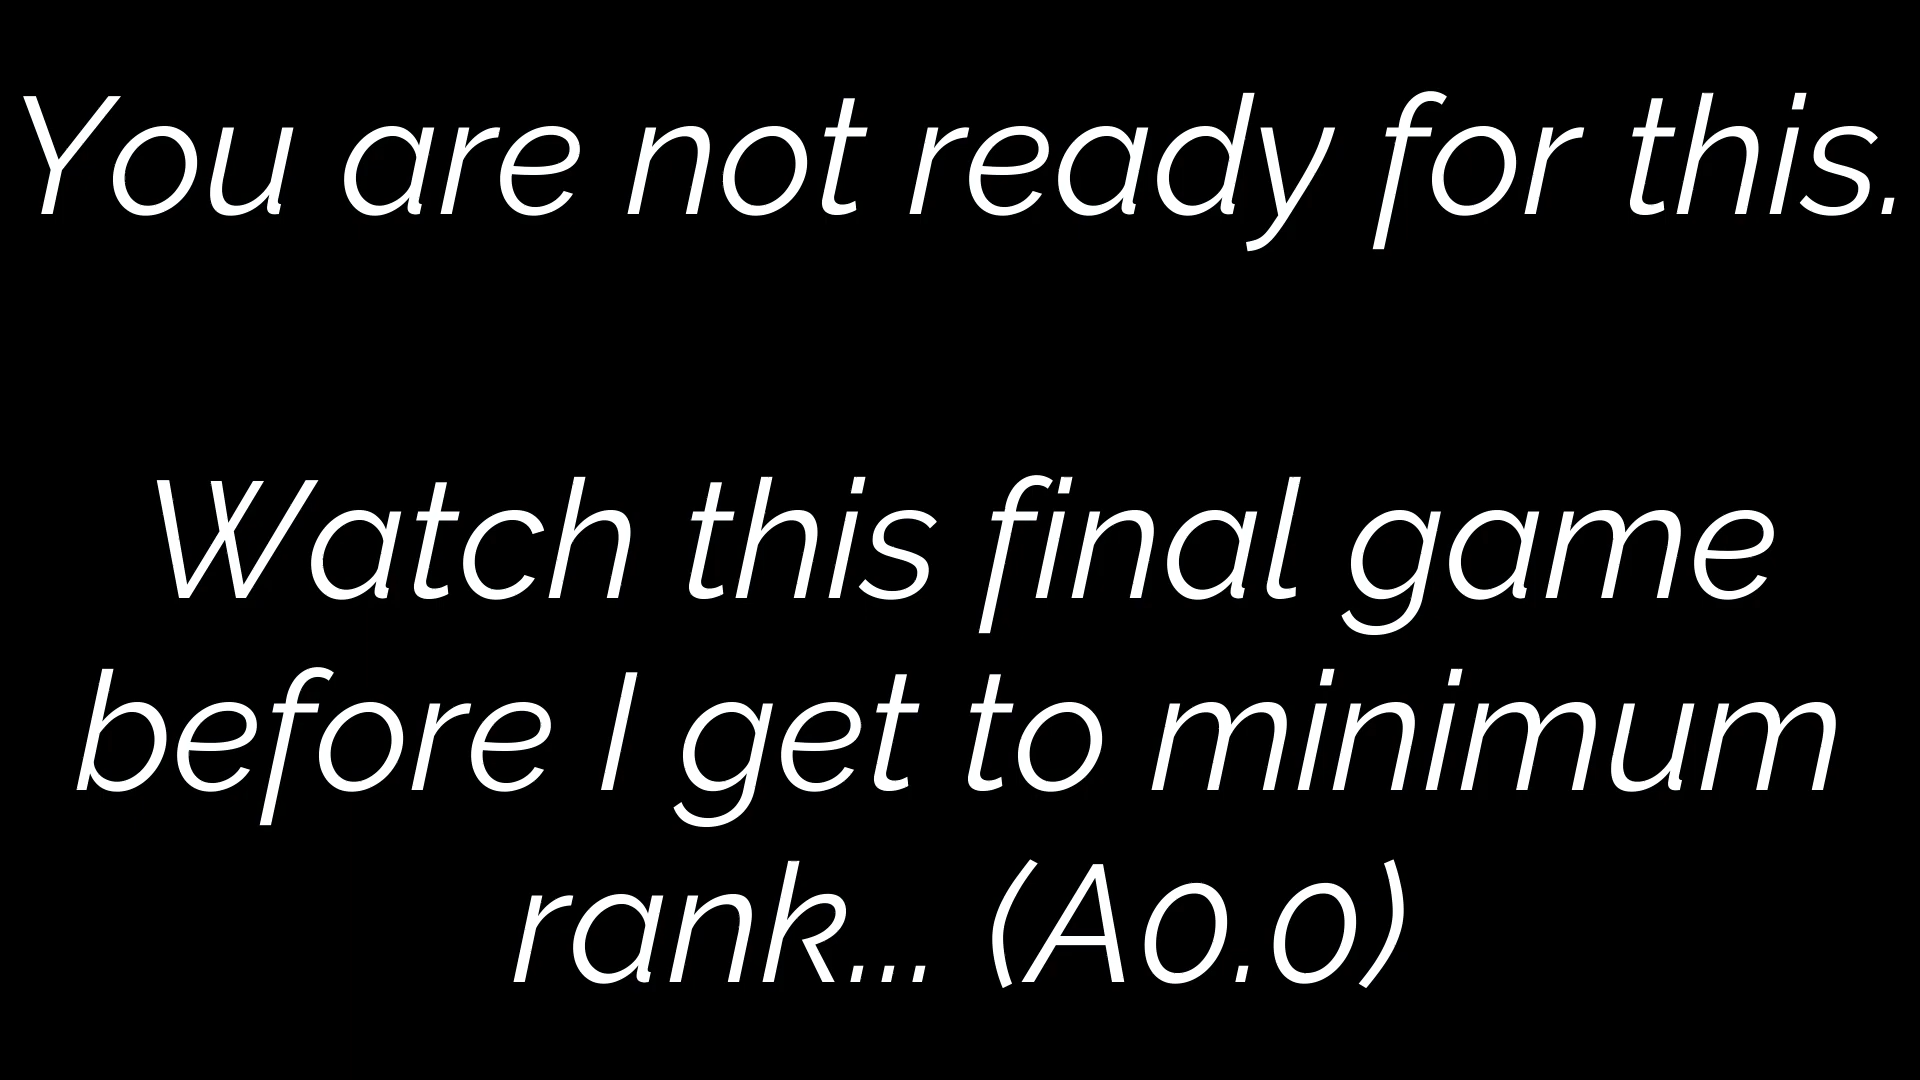 You are not ready for this.
Watch this final game
before I get to minimum
rank... (A0.0)